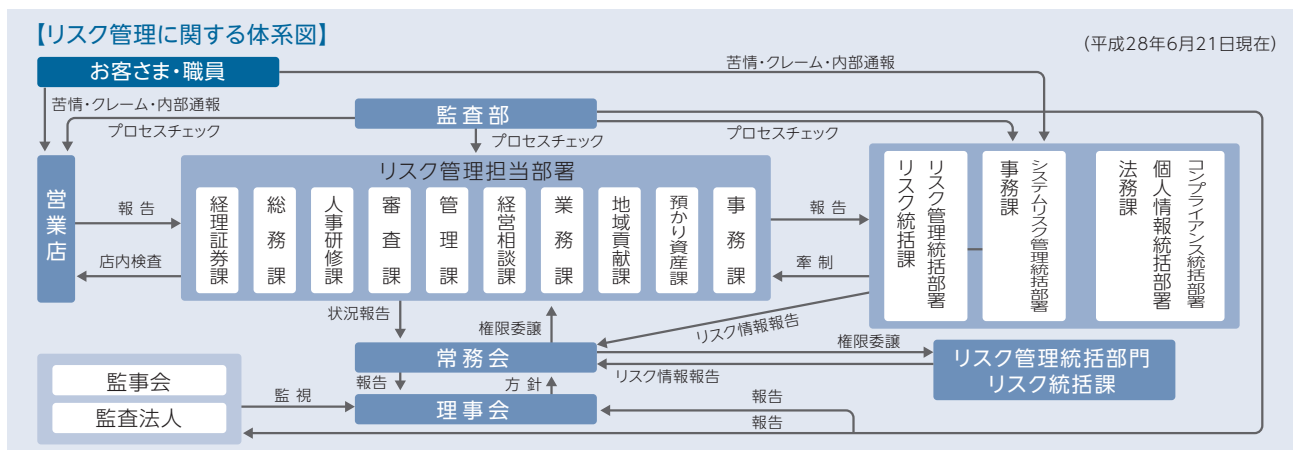 【リスク管理に関する体系図】
(平成28年6月21日現在)
お客さま・職員
苦情・クレーム・内部通報
苦情・クレーム・内部通報
監査部
プロセスチェック
プロセスチェック
プロセスチェック
営業店
報告
店内検査
リスク管理担当部署
経理証券課
総務課
人事研修課
審査課
管理課
経営相談課
業務課
地域貢献課
預かり資産課
事務課
報告
牽制
リスク管理統括部署
リスク統括課
システムリスク管理統括部署
事務課
コンプライアンス統括部署
個人情報統括部署
法務課
状況報告
権限委譲
リスク情報報告
常務会
権限委譲
リスク情報報告
リスク管理統括部門
リスク統括課
報告
方針
監事会
監査法人
監視
理事会
報告
報告